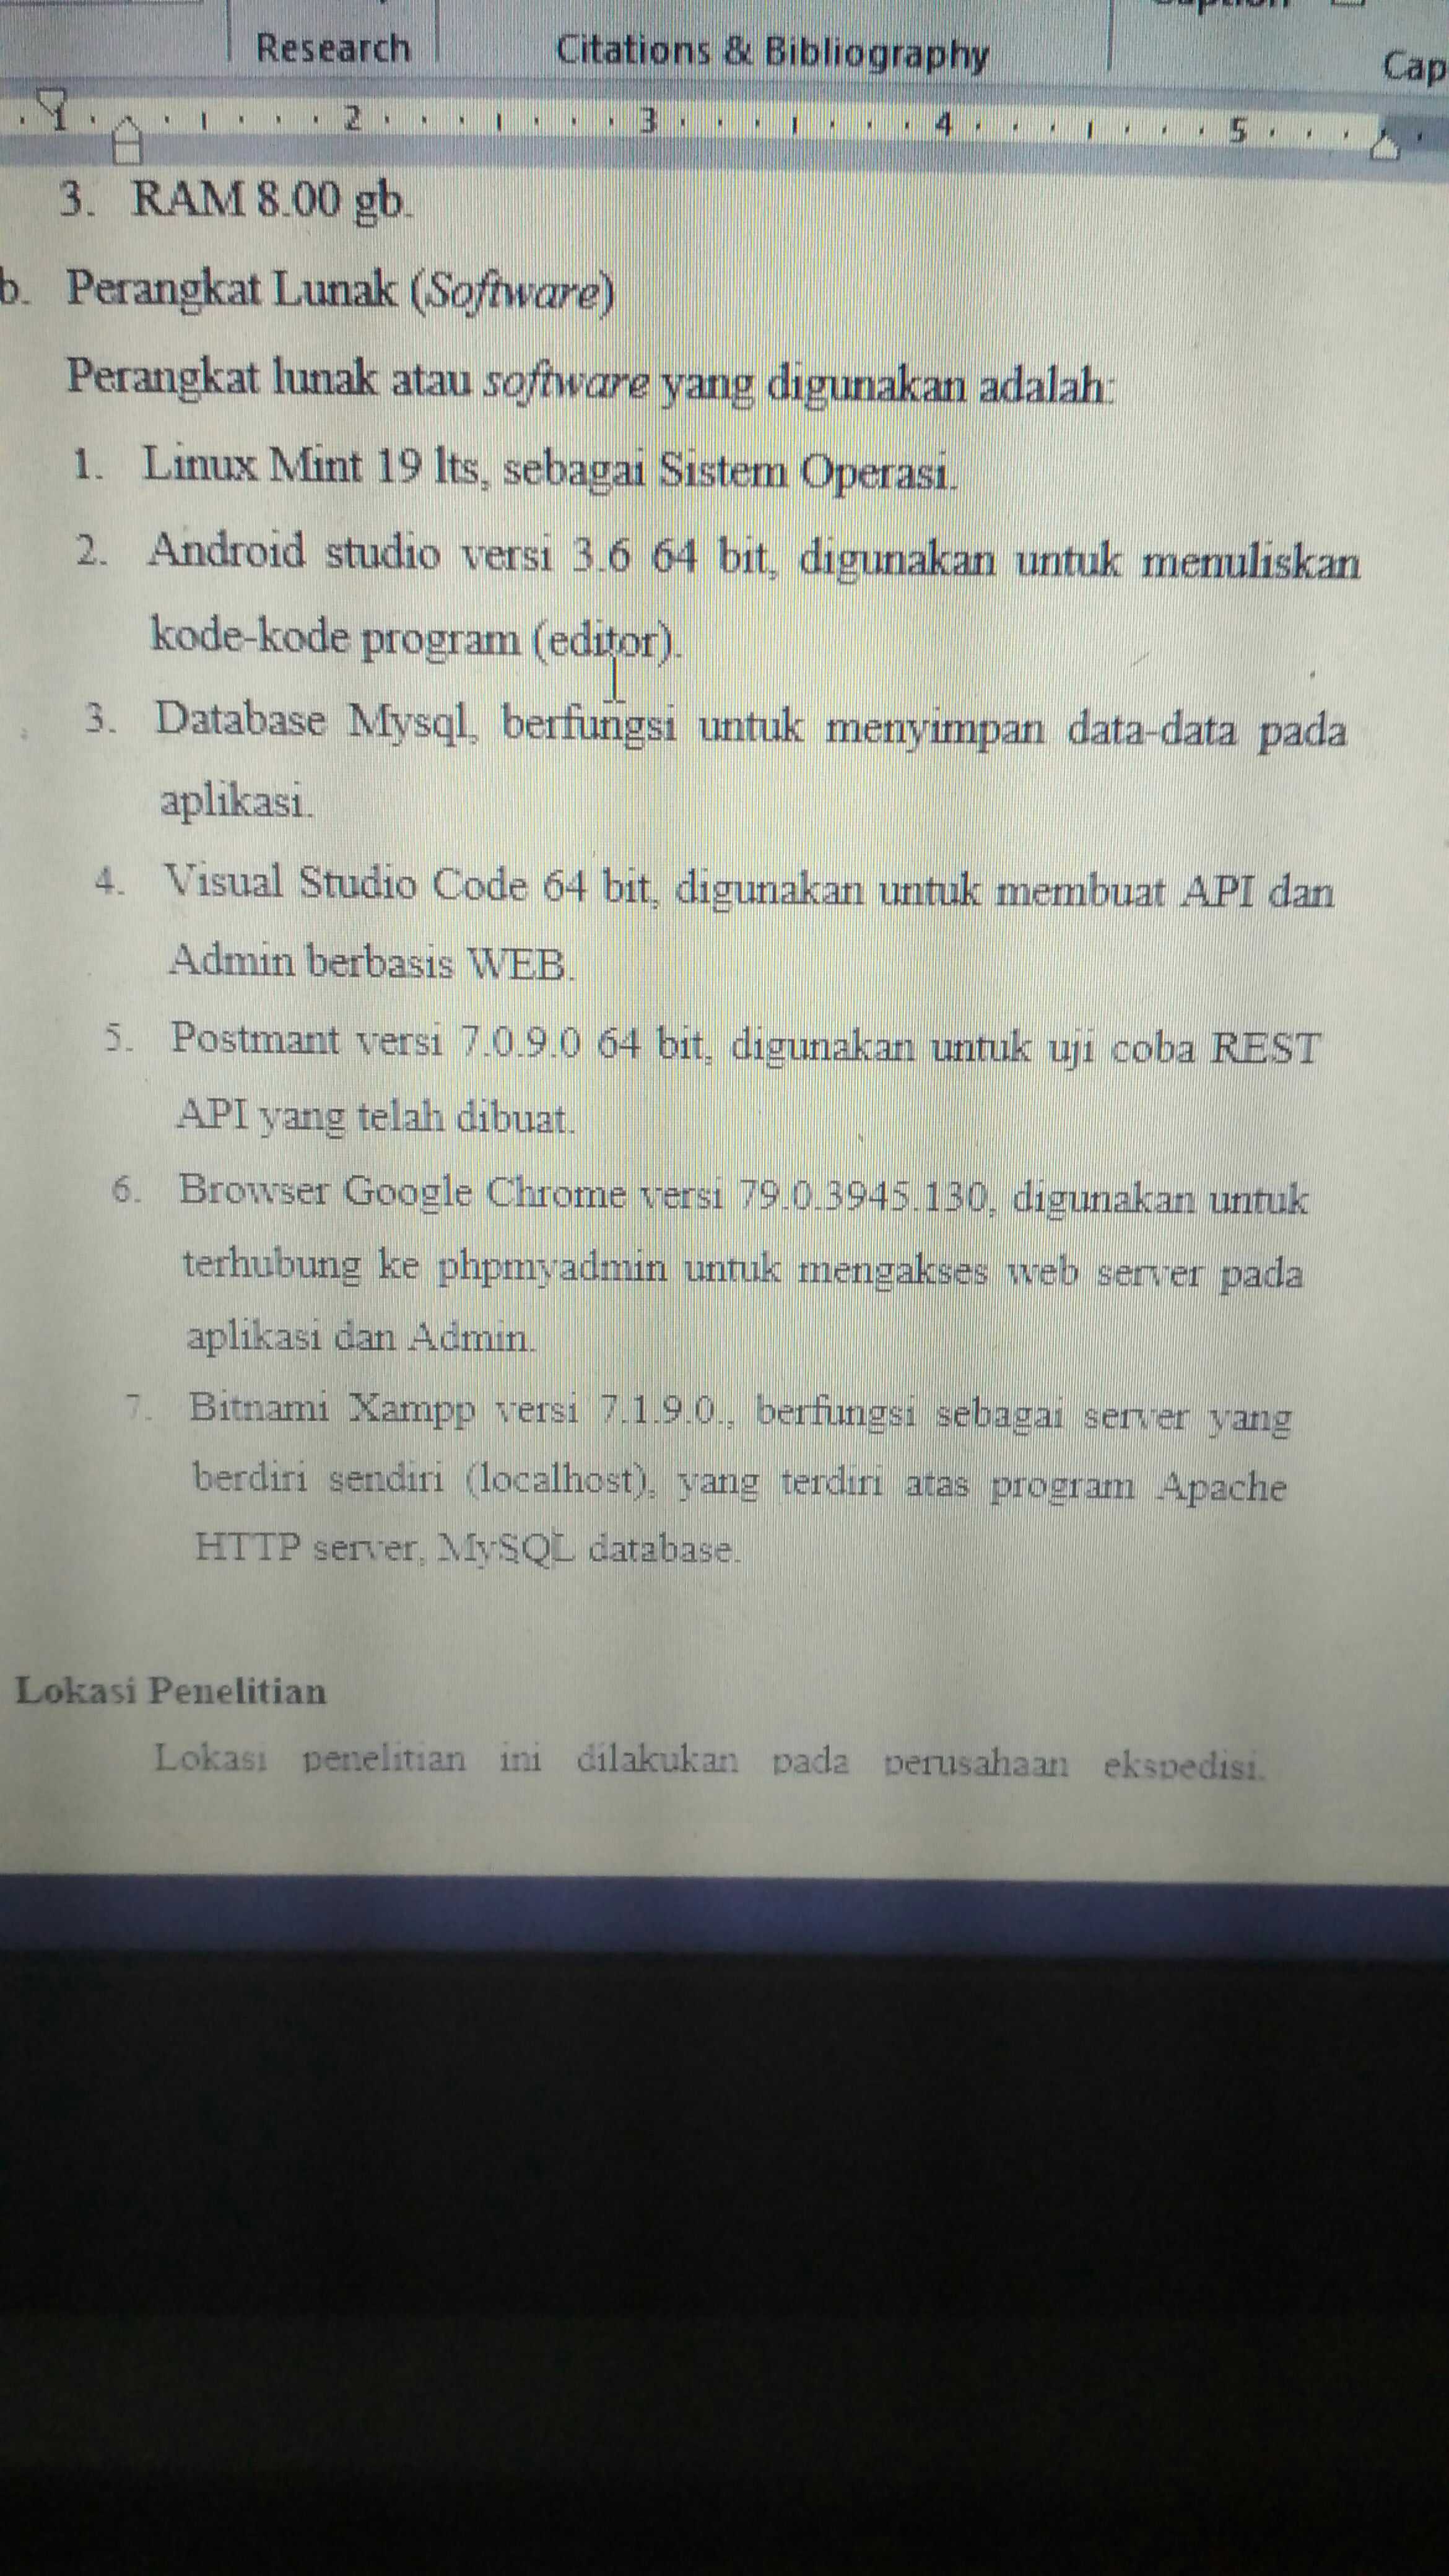 Research
Citations & Bibliography
Cap
1 2 3 4 5
3. RAM 8.00 gb.
b. Perangkat Lunak (Software)
Perangkat lunak atau software yang digunakan adalah:
1. Linux Mint 19 lts, sebagai Sistem Operasi.
2. Android studio versi 3.6 64 bit, digunakan untuk menuliskan
kode-kode program (editor).
3. Database Mysql, berfungsi untuk menyimpan data-data pada
aplikasi.
4. Visual Studio Code 64 bit, digunakan untuk membuat API dan
Admin berbasis WEB.
5. Postmant versi 7.0.9.0 64 bit, digunakan untuk uji coba REST
API yang telah dibuat.
6. Browser Google Chrome versi 79.0.3945.130, digunakan untuk
terhubung ke phpmyadmin untuk mengakses web server pada
aplikasi dan Admin.
7. Bitnami Xampp versi 7.1.9.0., berfungsi sebagai server yang
berdiri sendiri (localhost), yang terdiri atas program Apache
HTTP server, MySQL database.
Lokasi Penelitian
Lokasi penelitian ini dilakukan pada perusahaan ekspedisi.